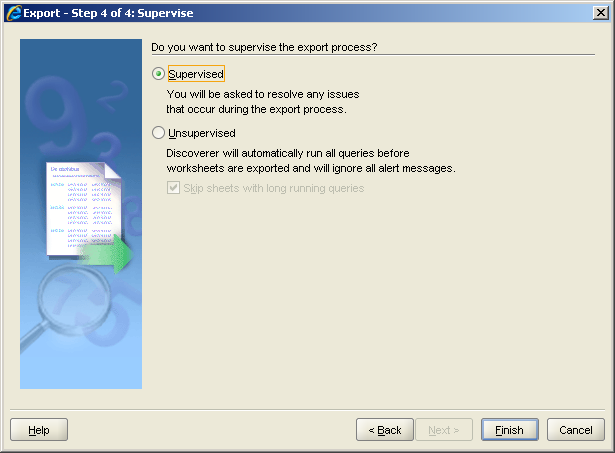 Export - Step 4 of 4: Supervise
Do you want to supervise the export process?
Supervised
You will be asked to resolve any issues
that occur during the export process.
Unsupervised
Discoverer will automatically run all queries before
worksheets are exported and will ignore all alert messages.
Skip sheets with long running queries
Help
< Back
Next >
Finish
Cancel